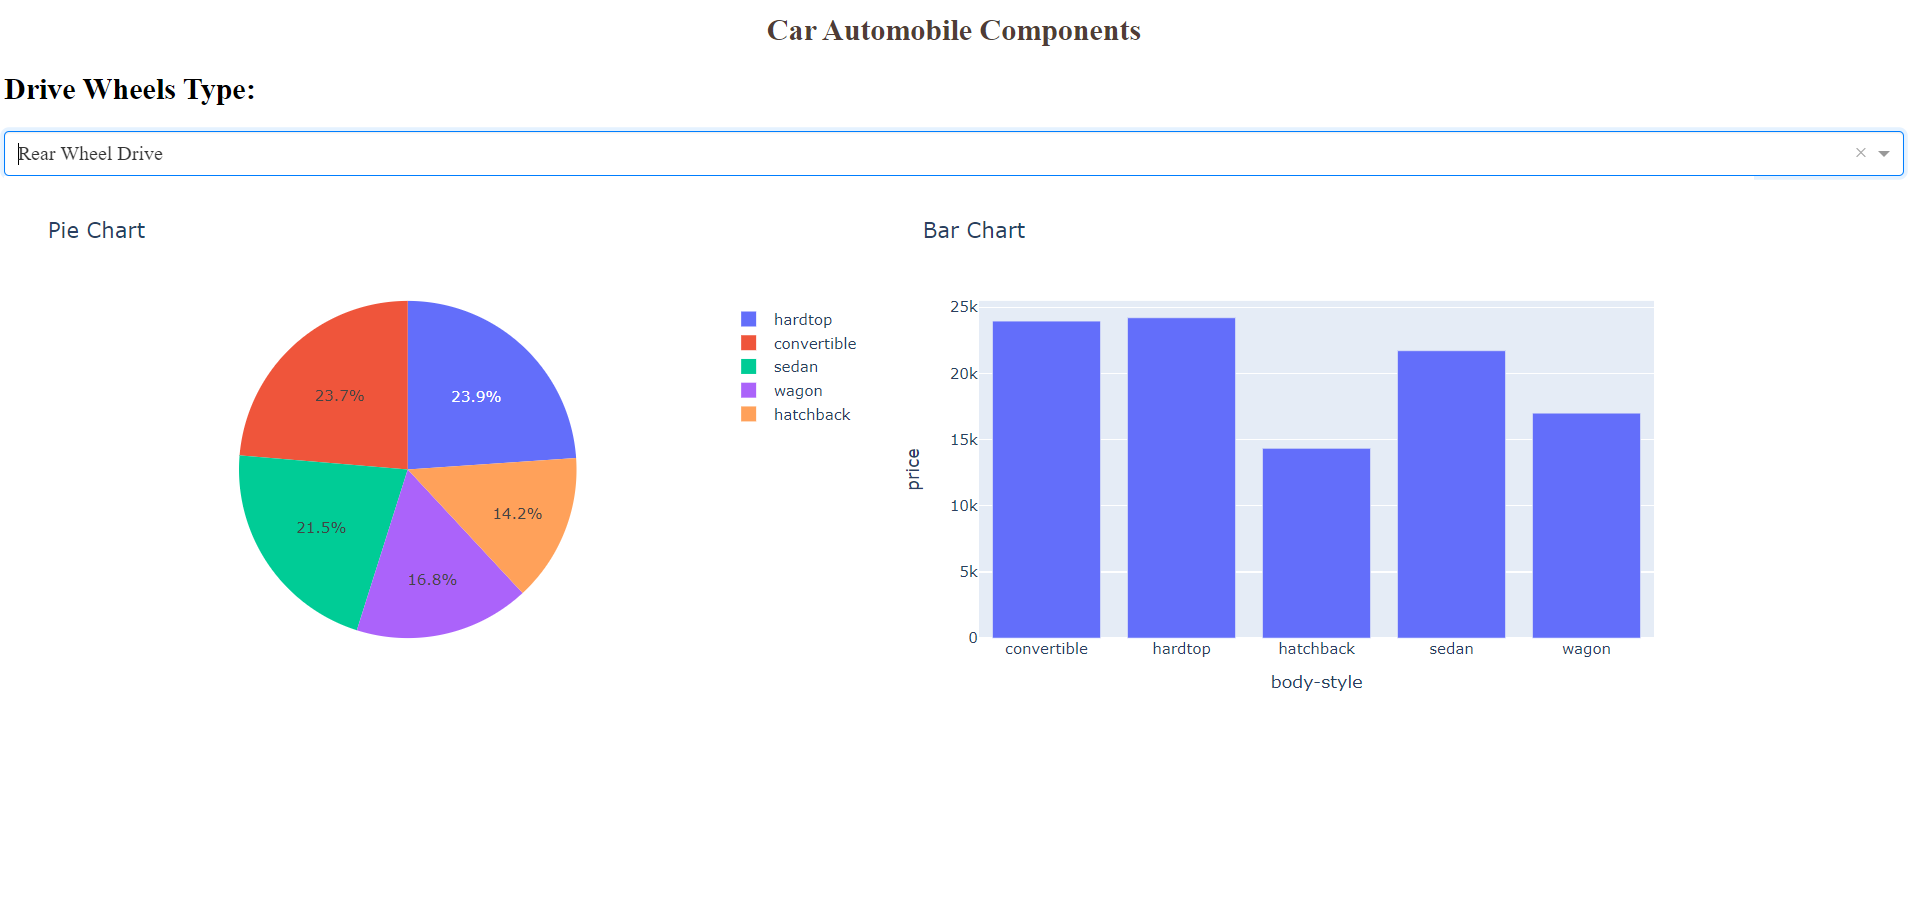 Car Automobile Components
Drive Wheels Type:
Rear Wheel Drive
Pie Chart
23.9%
23.7%
21.5%
16.8%
14.2%
hardtop
convertible
sedan
wagon
hatchback
Bar Chart
25k
20k
15k
10k
5k
0
price
convertible hardtop hatchback sedan wagon
body-style